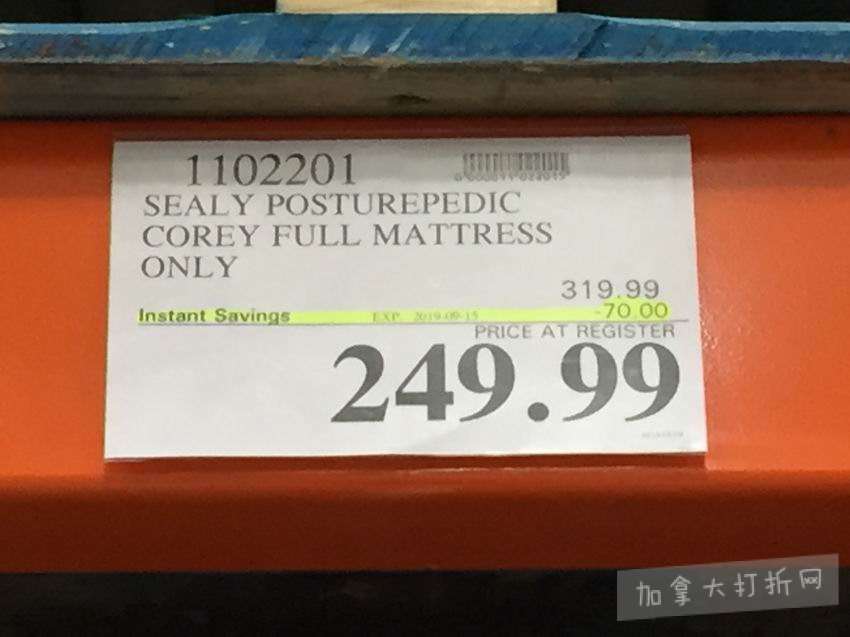 1102201
SEALY POSTUREPEDIC
COREY FULL MATTRESS
ONLY
319.99
Instant Savings EXP. 2019-09-15 -70.00
PRICE AT REGISTER
249.99
加拿大打折网